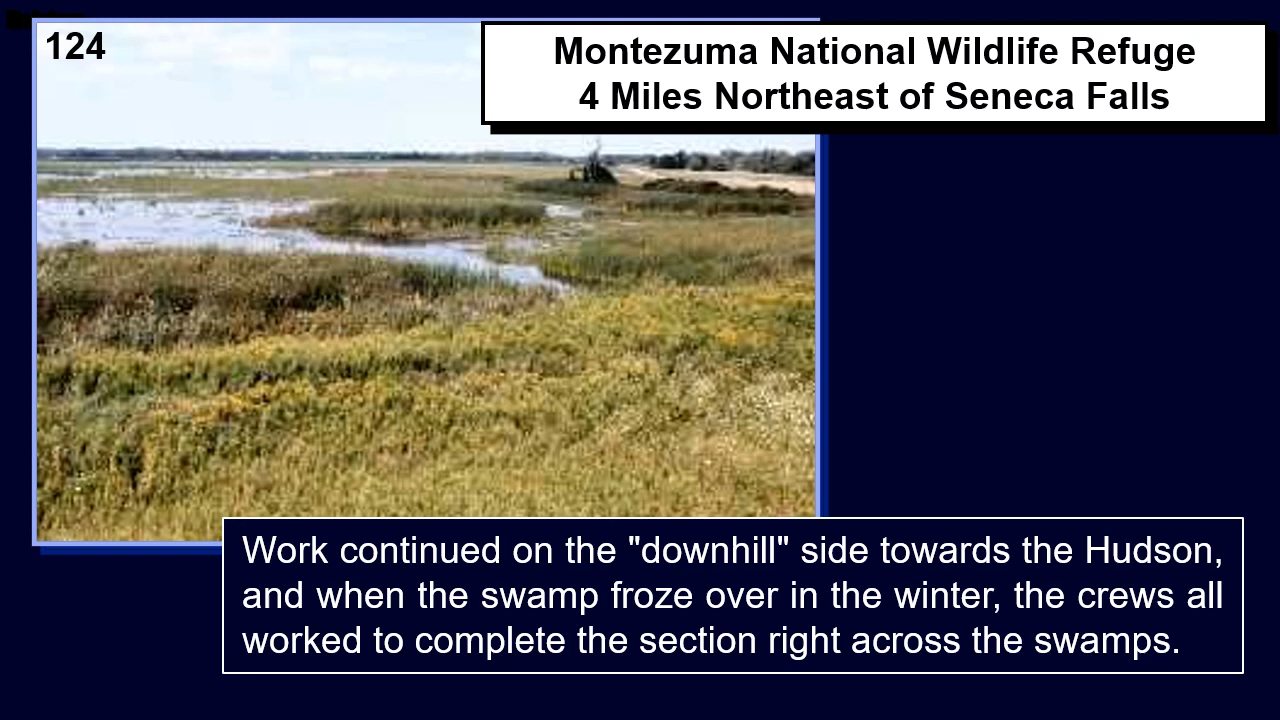 124
Montezuma National Wildlife Refuge
4 Miles Northeast of Seneca Falls
Work continued on the "downhill" side towards the Hudson,
and when the swamp froze over in the winter, the crews all
worked to complete the section right across the swamps.